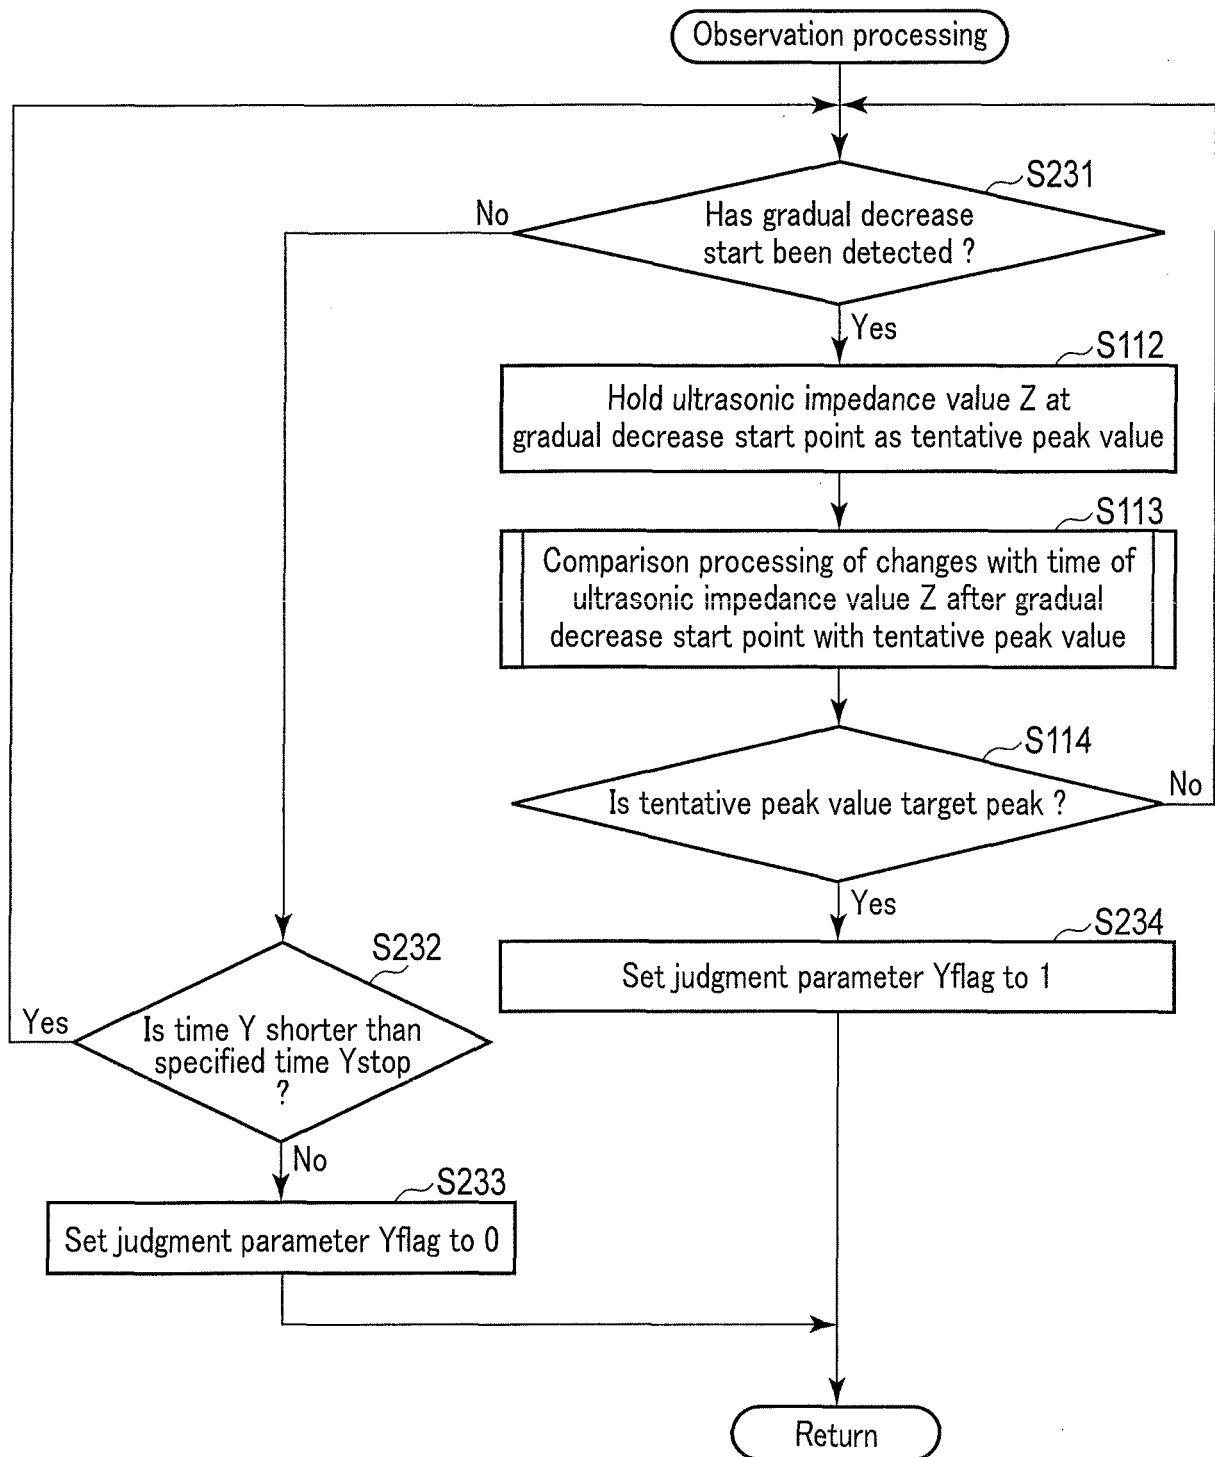 Observation processing
S231
No
Has gradual decrease
start been detected ?
Yes
S112
Hold ultrasonic impedance value Z at
gradual decrease start point as tentative peak value
S113
Comparison processing of changes with time of
ultrasonic impedance value Z after gradual
decrease start point with tentative peak value
S114
Is tentative peak value target peak ?
No
Yes
S234
Set judgment parameter Yflag to 1
S232
Yes
Is time Y shorter than
specified time Ystop
?
No
S233
Set judgment parameter Yflag to 0
Return